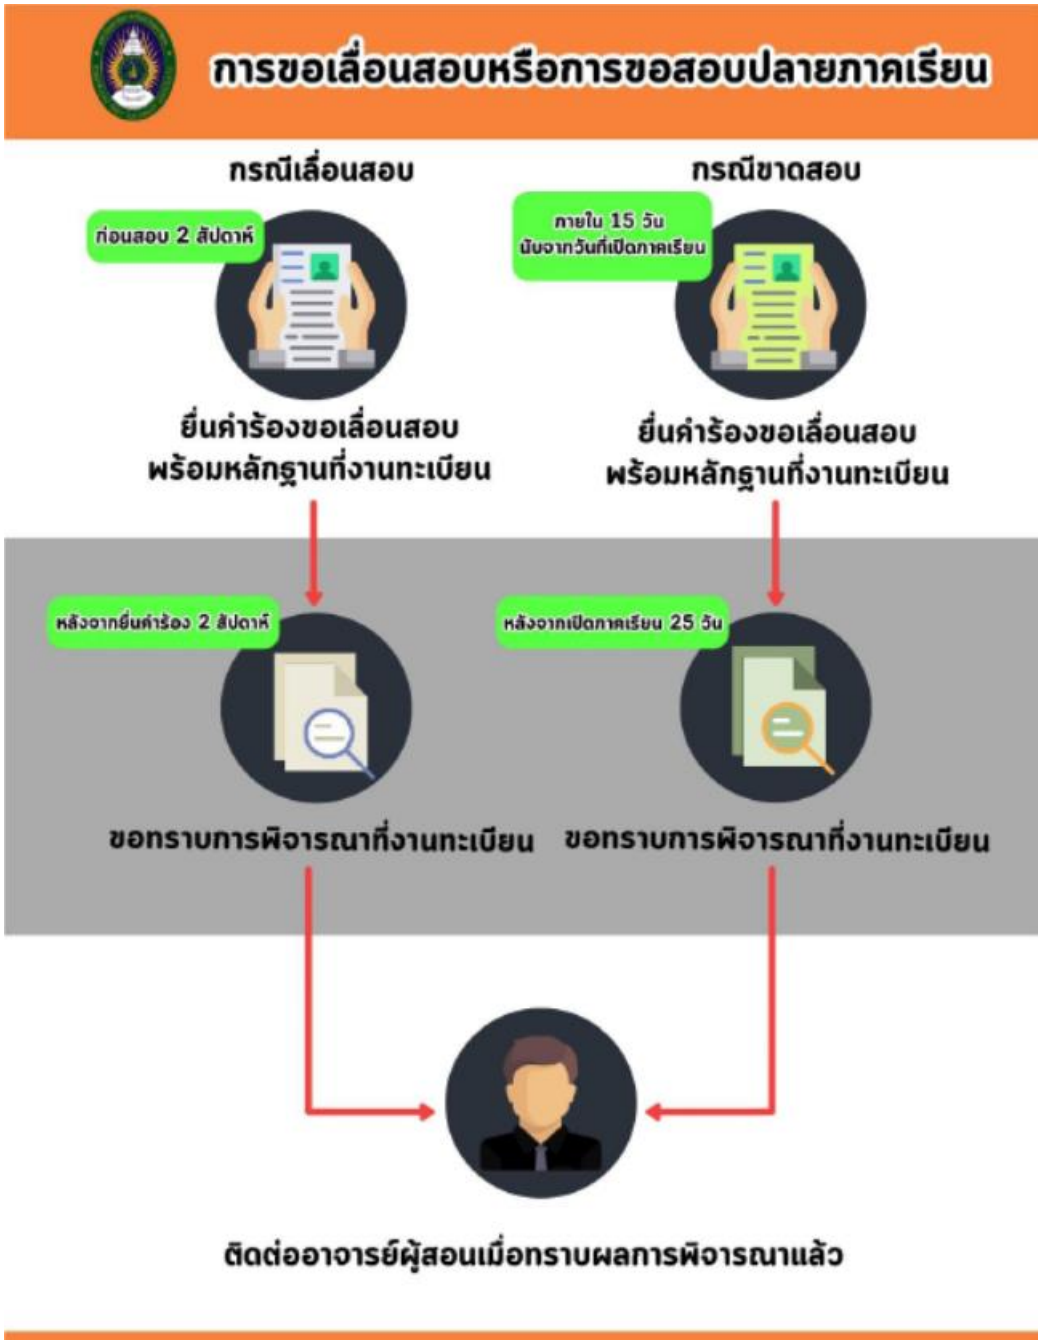 การขอเลื่อนสอบหรือการขอสอบปลายภาคเรียน
กรณีเลื่อนสอบ
ก่อนสอบ 2 สัปดาห์
ยื่นคำร้องขอเลื่อนสอบ
พร้อมหลักฐานที่งานทะเบียน
กรณีขาดสอบ
ภายใน 15 วัน
นับจากวันที่เปิดภาคเรียน
ยื่นคำร้องขอเลื่อนสอบ
พร้อมหลักฐานที่งานทะเบียน
หลังจากยื่นคำร้อง 2 สัปดาห์
ขอทราบการพิจารณาที่งานทะเบียน
หลังจากเปิดภาคเรียน 25 วัน
ขอทราบการพิจารณาที่งานทะเบียน
ติดต่ออาจารย์ผู้สอนเมื่อทราบผลการพิจารณาแล้ว